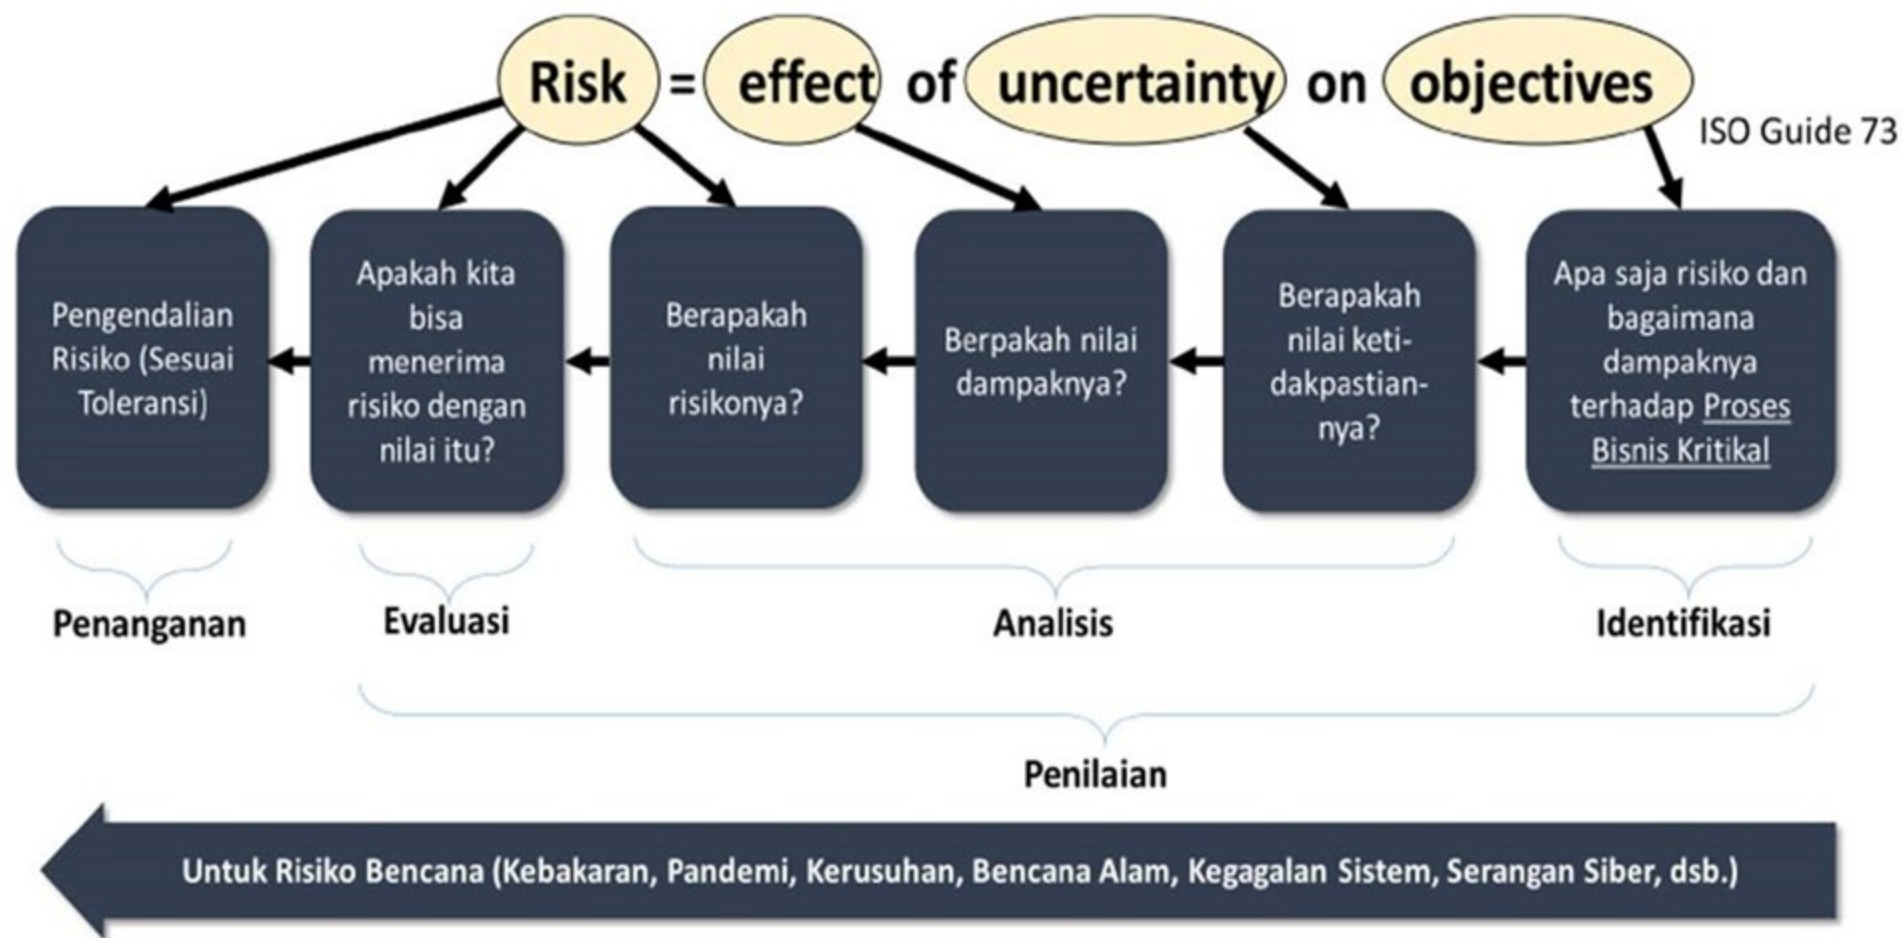 Risk = effect of uncertainty on objectives
ISO Guide 73
Pengendalian
Risiko (Sesuai
Toleransi)
Apakah kita
bisa
menerima
risiko dengan
nilai itu?
Berapakah
nilai
risikonya?
Berpakah nilai
dampaknya?
Berapakah
nilai keti-
dakpastian-
nya?
Apa saja risiko dan
bagaimana
dampaknya
terhadap Proses
Bisnis Kritikal
Penanganan
Evaluasi
Analisis
Identifikasi
Penilaian
Untuk Risiko Bencana (Kebakaran, Pandemi, Kerusuhan, Bencana Alam, Kegagalan Sistem, Serangan Siber, dsb.)